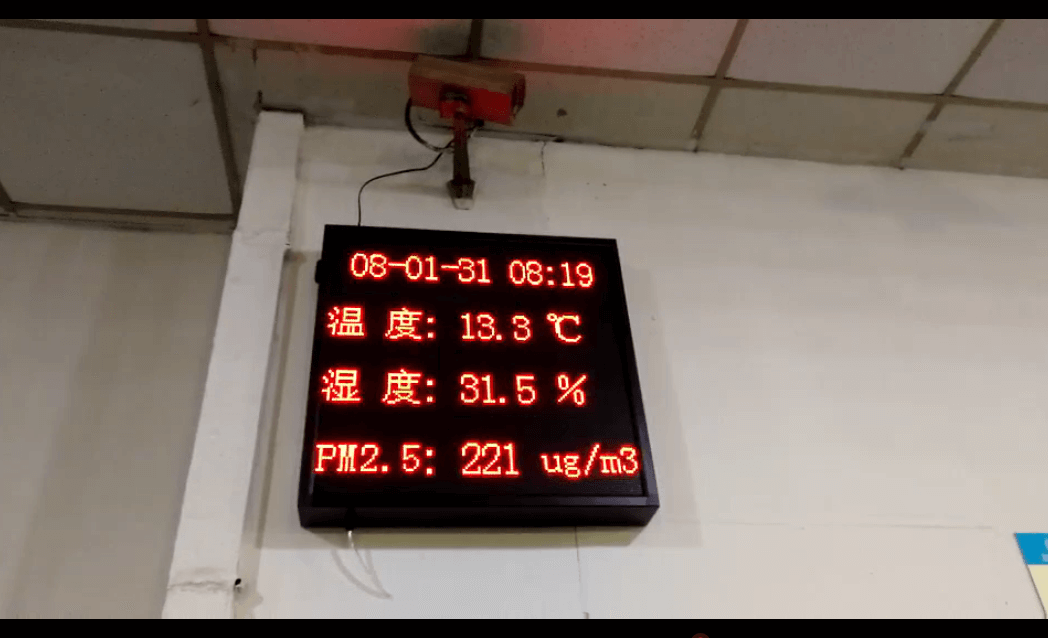 08-01-31 08:19
温 度: 13.3 ℃
湿 度: 31.5 %
PM2.5: 221 ug/m3